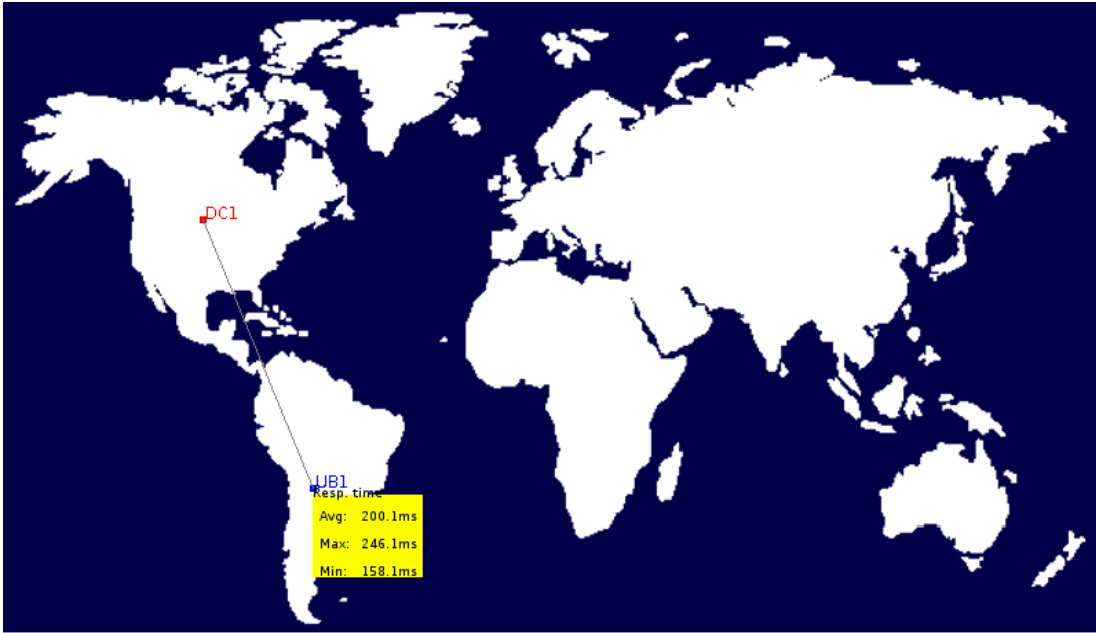 DC1
UB1
Resp. time
Avg: 200.1ms
Max: 246.1ms
Min: 158.1ms